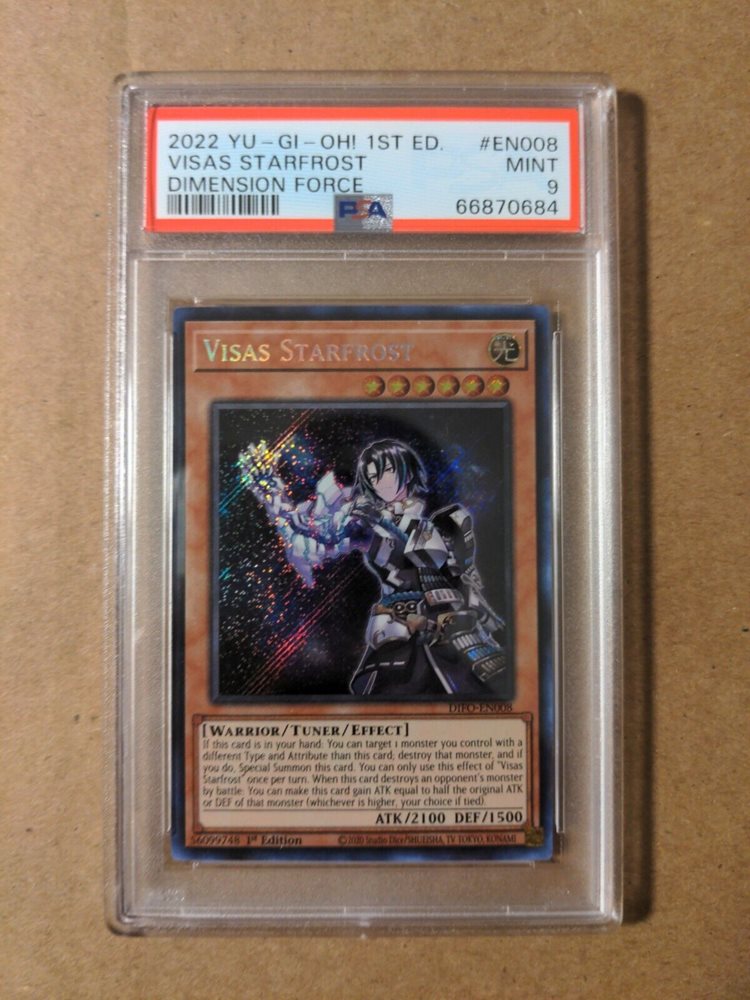 2022 YU-GI-OH! 1ST ED. #EN008
VISAS STARFROST MINT
DIMENSION FORCE 9
PSA 66870684
VISAS STARFROST 光
DIFO-EN008
[WARRIOR/TUNER/EFFECT]
If this card is in your hand: You can target 1 monster you control with a
different Type and Attribute than this card; destroy that monster, and if
you do, Special Summon this card. You can only use this effect of "Visas
Starfrost" once per turn. When this card destroys an opponent's monster
by battle: You can make this card gain ATK equal to half the original ATK
or DEF of that monster (whichever is higher, your choice if tied).
ATK/2100 DEF/1500
56099748 1st Edition ©2020 Studio Dice/SHUEISHA, TV TOKYO, KONAMI